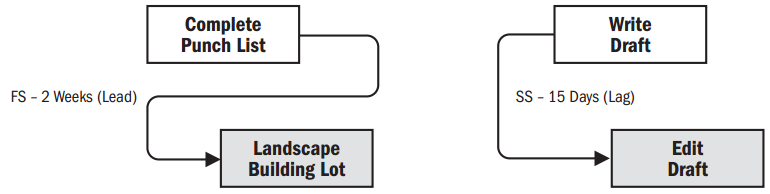 Complete
Punch List
FS – 2 Weeks (Lead)
Landscape
Building Lot
Write
Draft
SS – 15 Days (Lag)
Edit
Draft